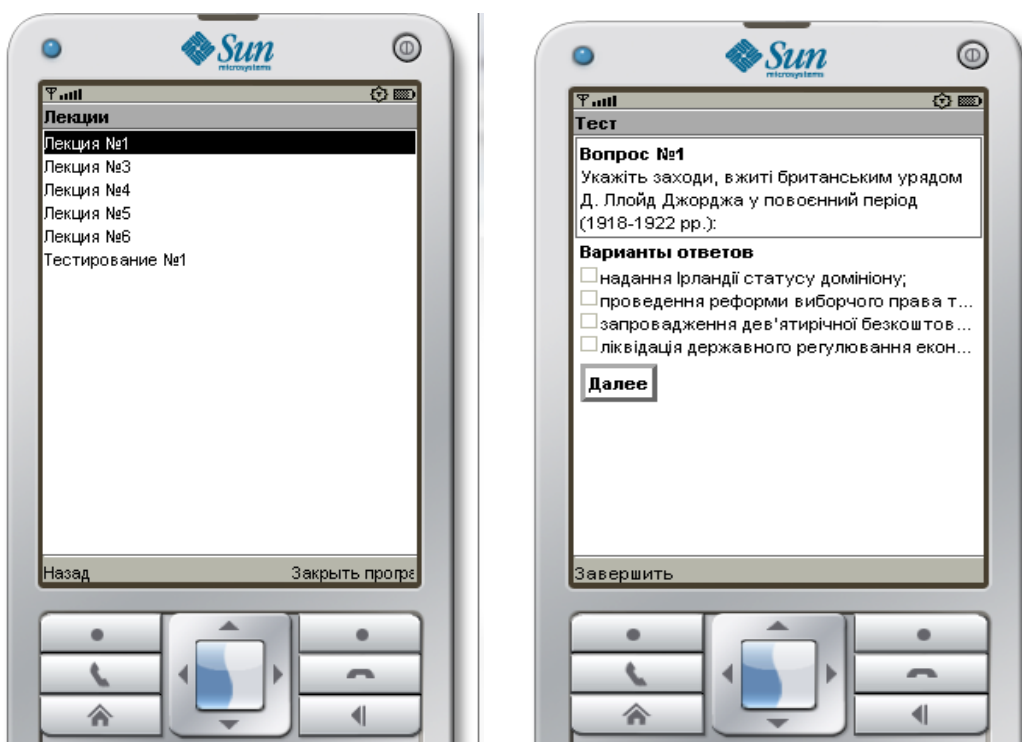 Sun
microsystems
Лекции
Лекция №1
Лекция №3
Лекция №4
Лекция №5
Лекция №6
Тестирование №1
Назад
Закрыть програ
Sun
microsystems
Тест
Вопрос №1
Укажіть заходи, вжиті британським урядом
Д. Ллойд Джорджа у повоєнний період
(1918-1922 рр.):
Варианты ответов
надання Ірландії статусу домініону;
проведення реформи виборчого права т...
запровадження дев'ятирічної безкоштов...
ліквідація державного регулювання екон...
Далее
Завершить